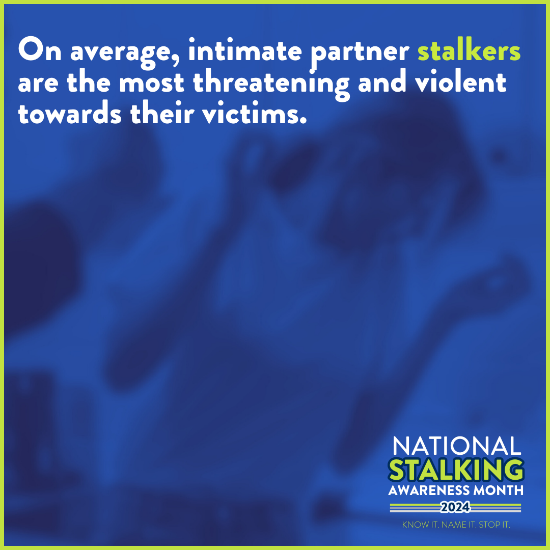 On average, intimate partner stalkers
are the most threatening and violent
towards their victims.
NATIONAL
STALKING
AWARENESS MONTH
2024
KNOW IT. NAME IT. STOP IT.